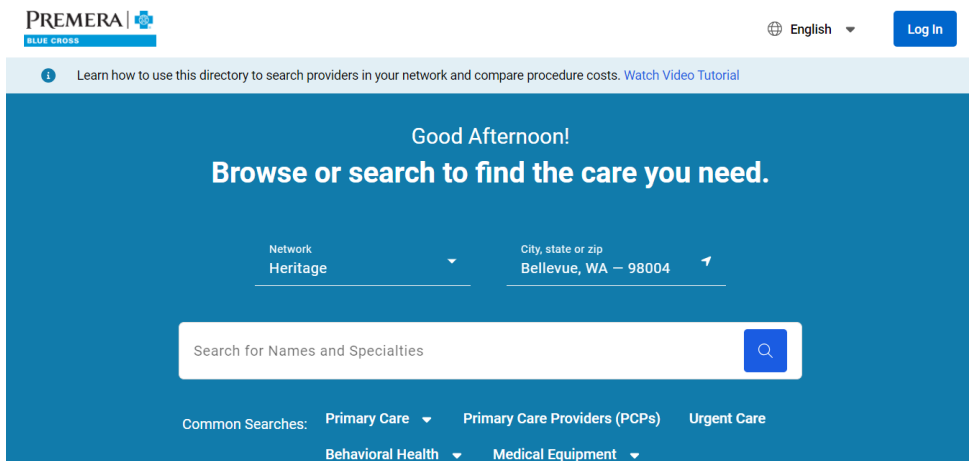 PREMERA
BLUE CROSS
English
Log In
Learn how to use this directory to search providers in your network and compare procedure costs. Watch Video Tutorial
Good Afternoon!
Browse or search to find the care you need.
Network
Heritage
City, state or zip
Bellevue, WA — 98004
Search for Names and Specialties
Common Searches: Primary Care Primary Care Providers (PCPs) Urgent Care
Behavioral Health Medical Equipment